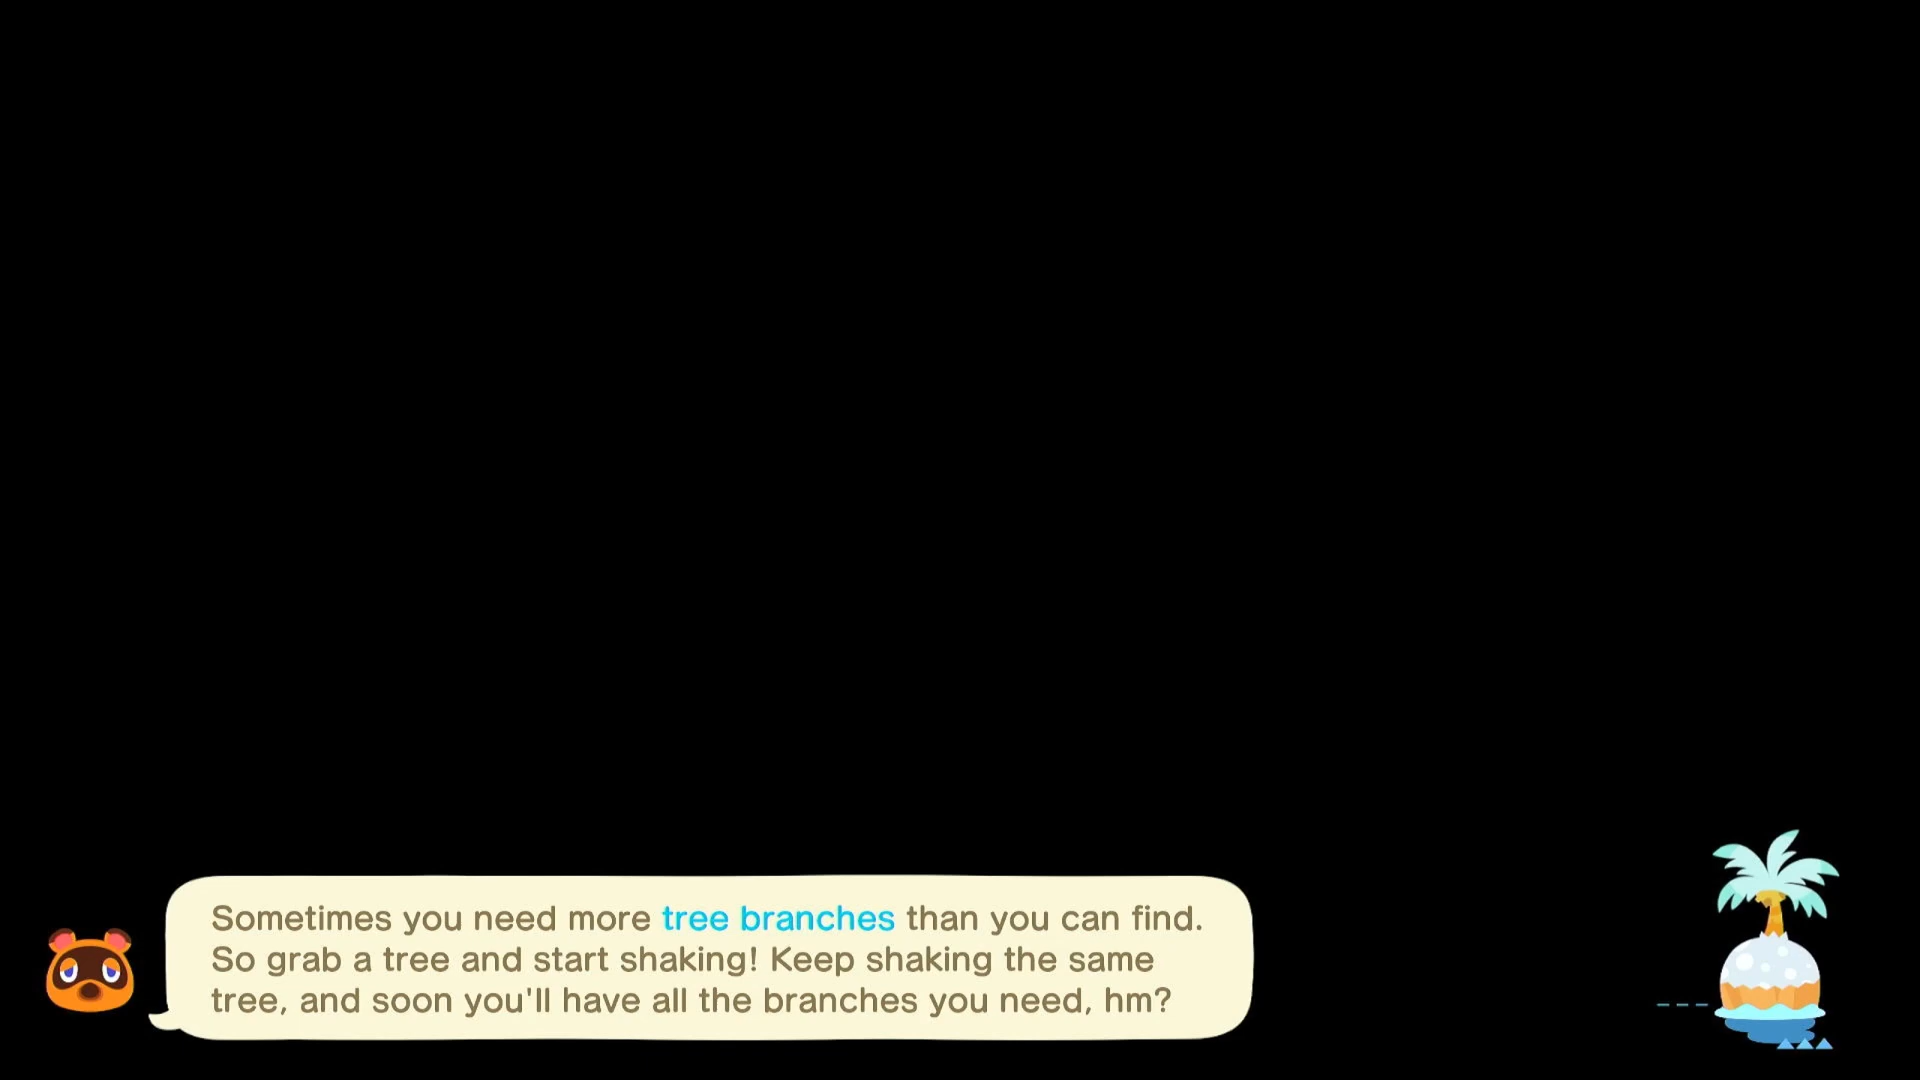 Sometimes you need more tree branches than you can find.
So grab a tree and start shaking! Keep shaking the same
tree, and soon you'll have all the branches you need, hm?